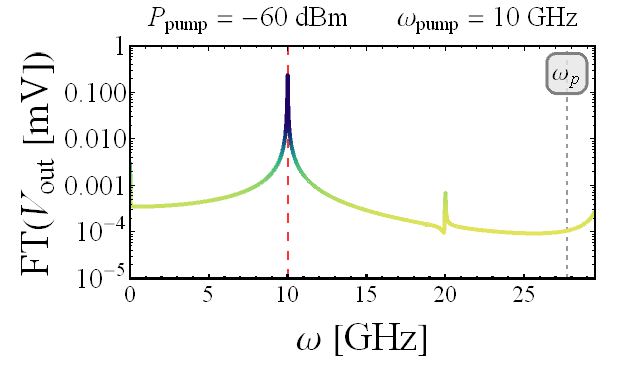 P_pump = −60 dBm ω_pump = 10 GHz
FT(V_out [mV])
1
0.100
0.010
0.001
10⁻⁴
10⁻⁵
ω_p
0 5 10 15 20 25
ω [GHz]